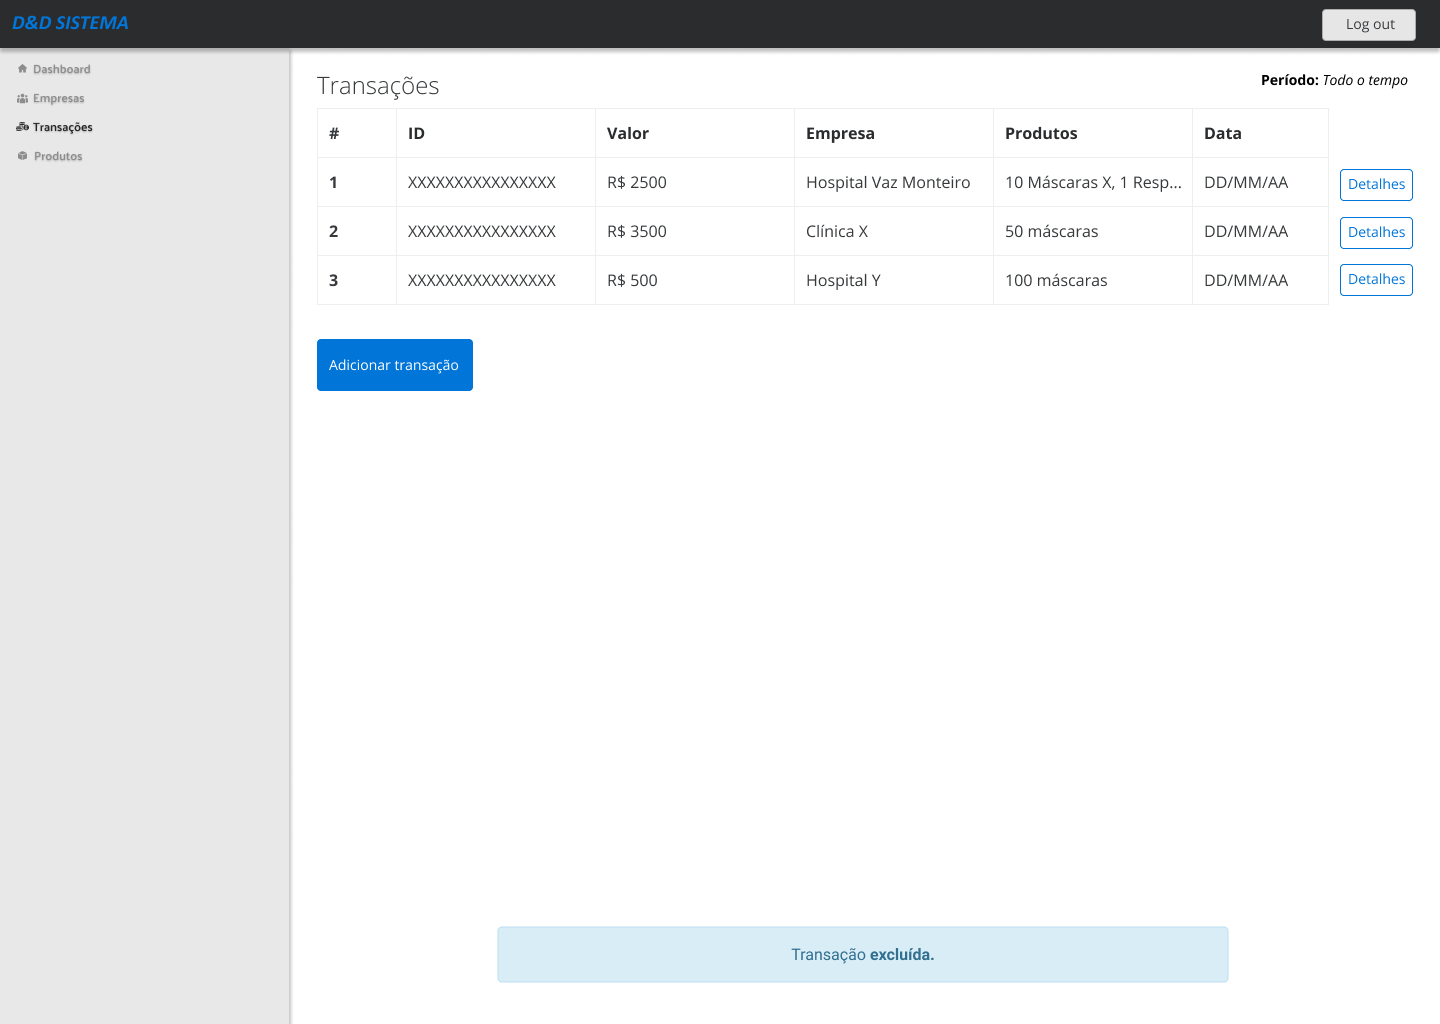 D&D SISTEMA
Log out
Dashboard
Empresas
Transações
Produtos
Transações
Período: Todo o tempo
# ID Valor Empresa Produtos Data
1 XXXXXXXXXXXXXXXX R$ 2500 Hospital Vaz Monteiro 10 Máscaras X, 1 Resp... DD/MM/AA Detalhes
2 XXXXXXXXXXXXXXXX R$ 3500 Clínica X 50 máscaras DD/MM/AA Detalhes
3 XXXXXXXXXXXXXXXX R$ 500 Hospital Y 100 máscaras DD/MM/AA Detalhes
Adicionar transação
Transação excluída.